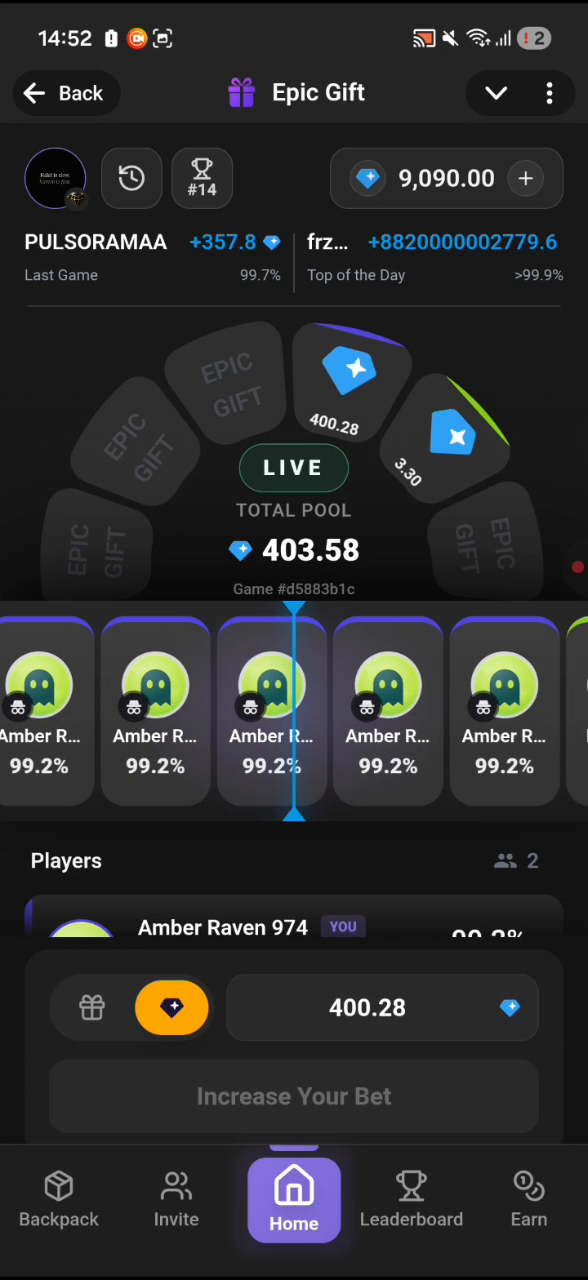 14:52
2
Back
Epic Gift
#14
9,090.00
+
PULSORAMAA +357.8
frz... +8820000002779.6
Last Game 99.7%
Top of the Day >99.9%
EPIC GIFT
EPIC GIFT
EPIC GIFT
400.28
3.30
EPIC GIFT
LIVE
TOTAL POOL
403.58
Game #d5883b1c
Amber R...
Amber R...
Amber R...
Amber R...
Amber R...
99.2%
99.2%
99.2%
99.2%
99.2%
Players
2
Amber Raven 974
YOU
99.2%
400.28
Increase Your Bet
Backpack
Invite
Home
Leaderboard
Earn